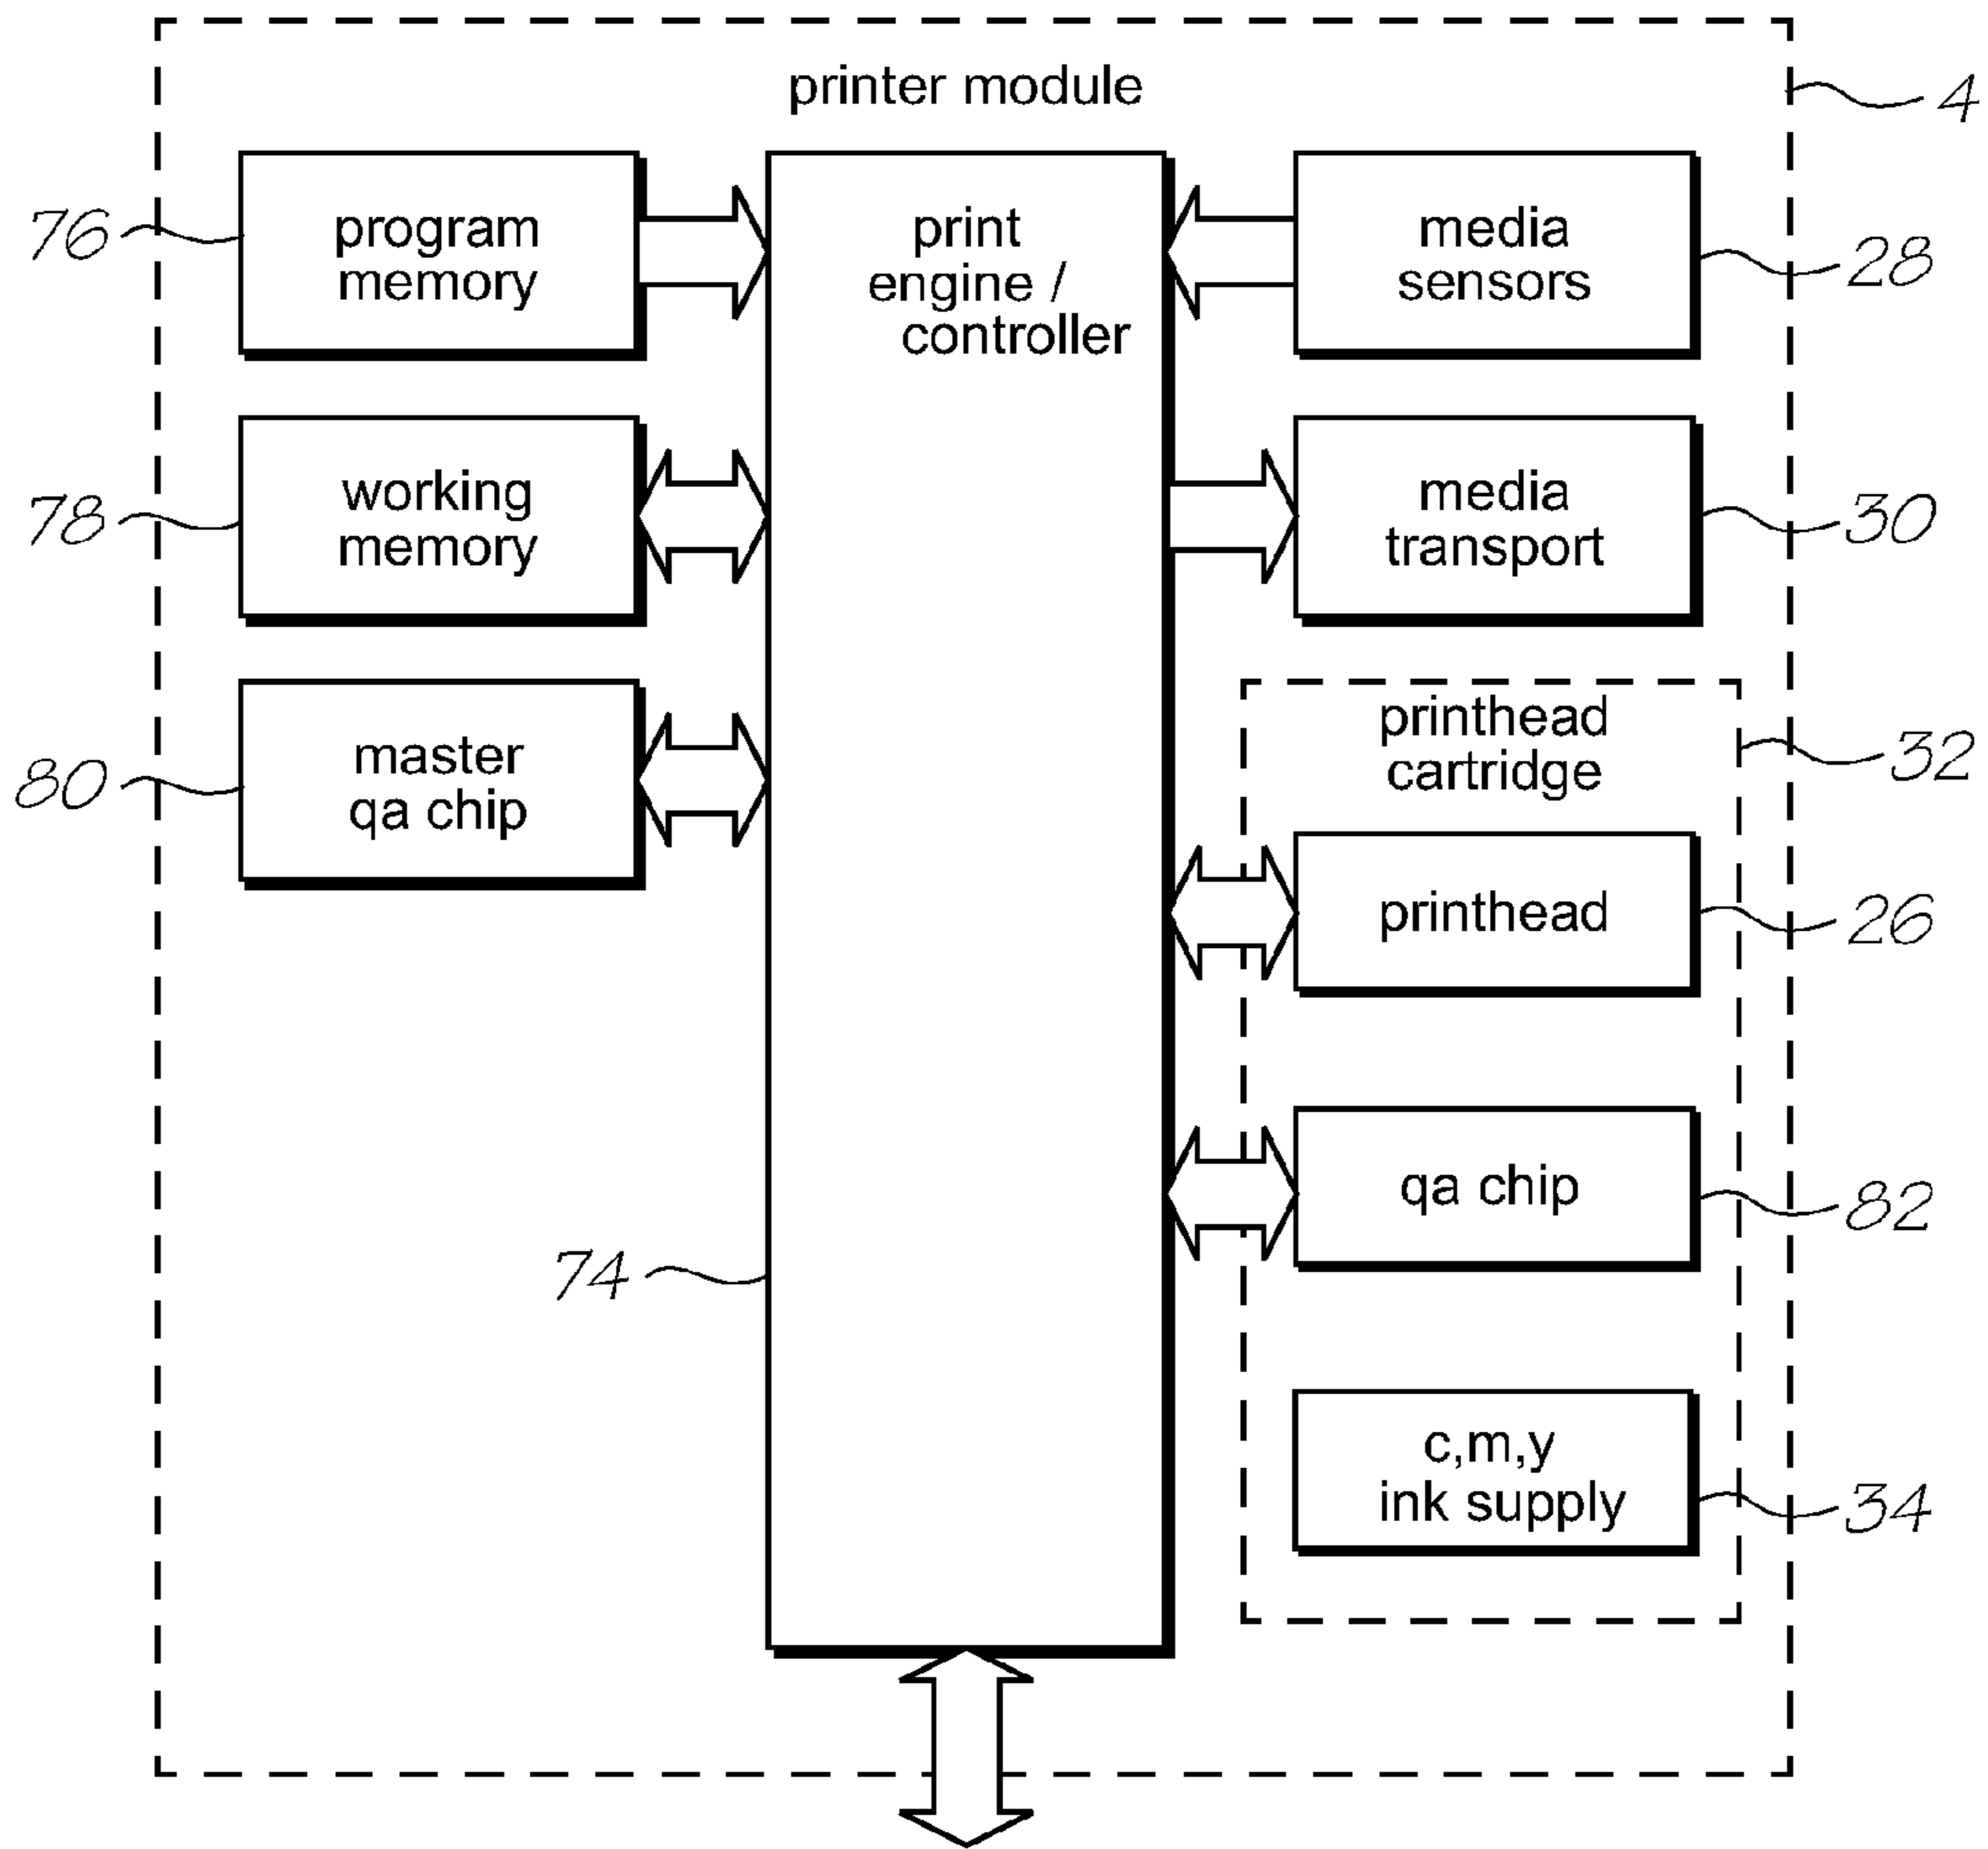 printer module
4
76
program
memory
print
engine /
controller
media
sensors
28
78
working
memory
media
transport
30
80
master
qa chip
printhead
cartridge
32
printhead
26
qa chip
82
74
c,m,y
ink supply
34